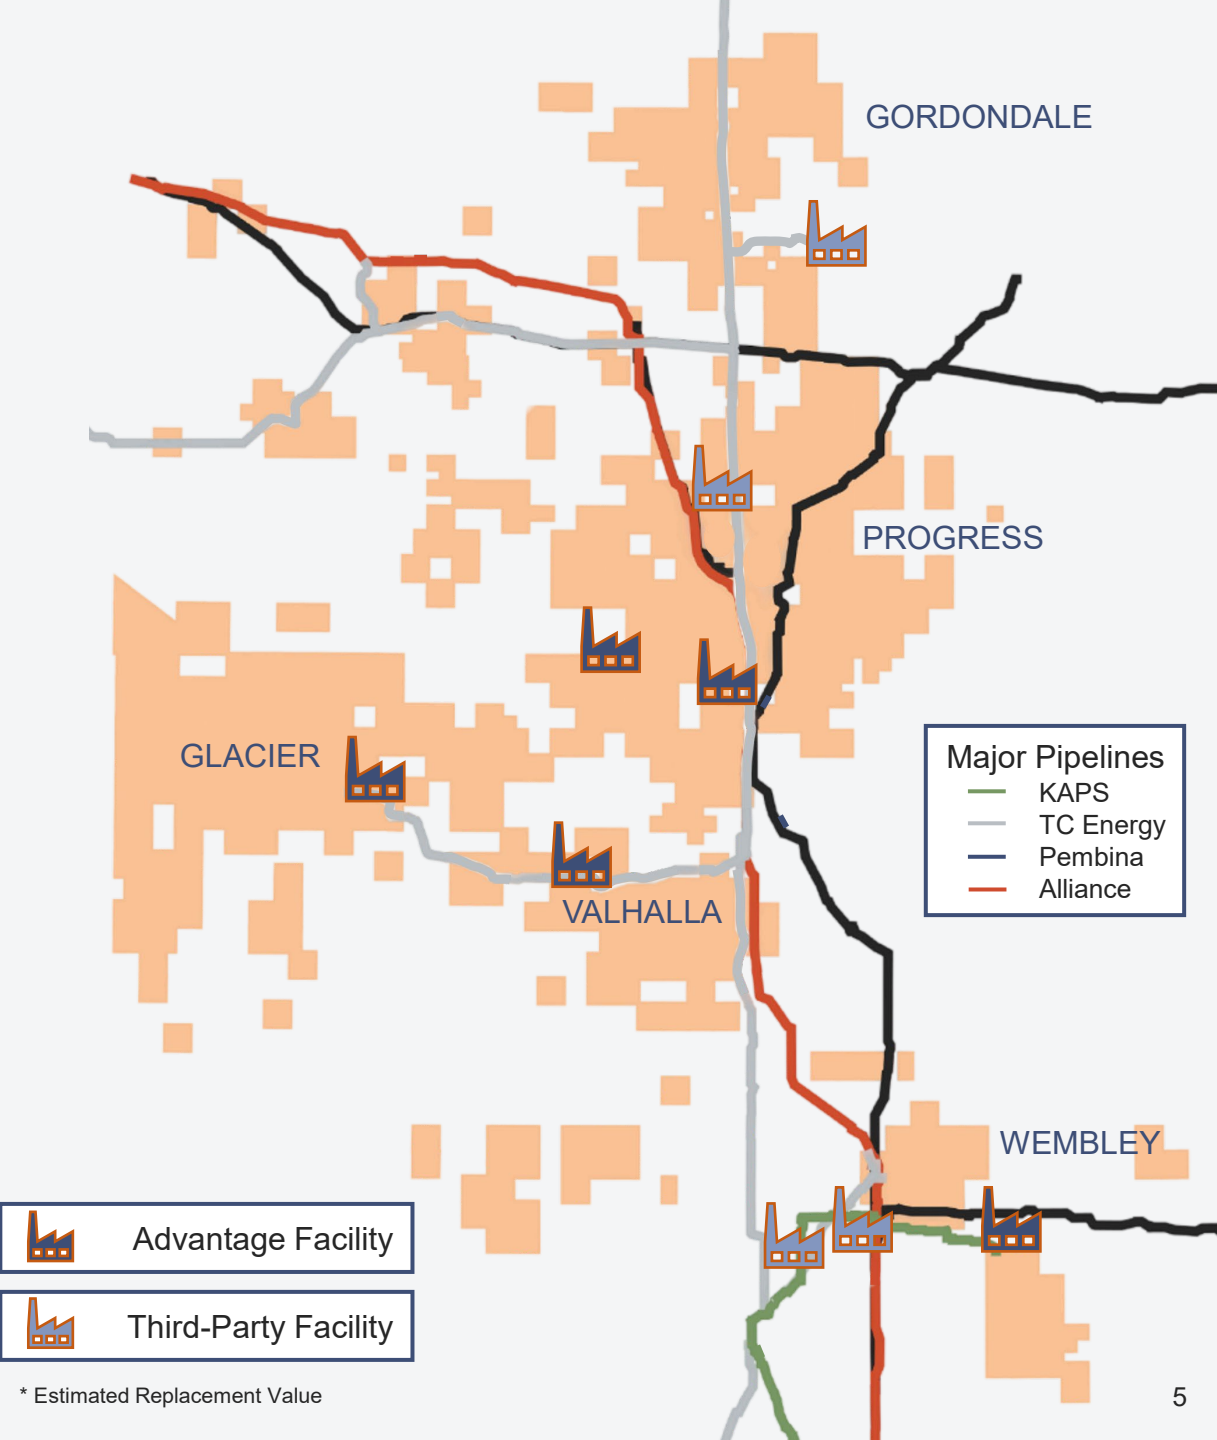 GORDONDALE
PROGRESS
GLACIER
Major Pipelines
KAPS
TC Energy
Pembina
Alliance
VALHALLA
WEMBLEY
Advantage Facility
Third-Party Facility
* Estimated Replacement Value
5